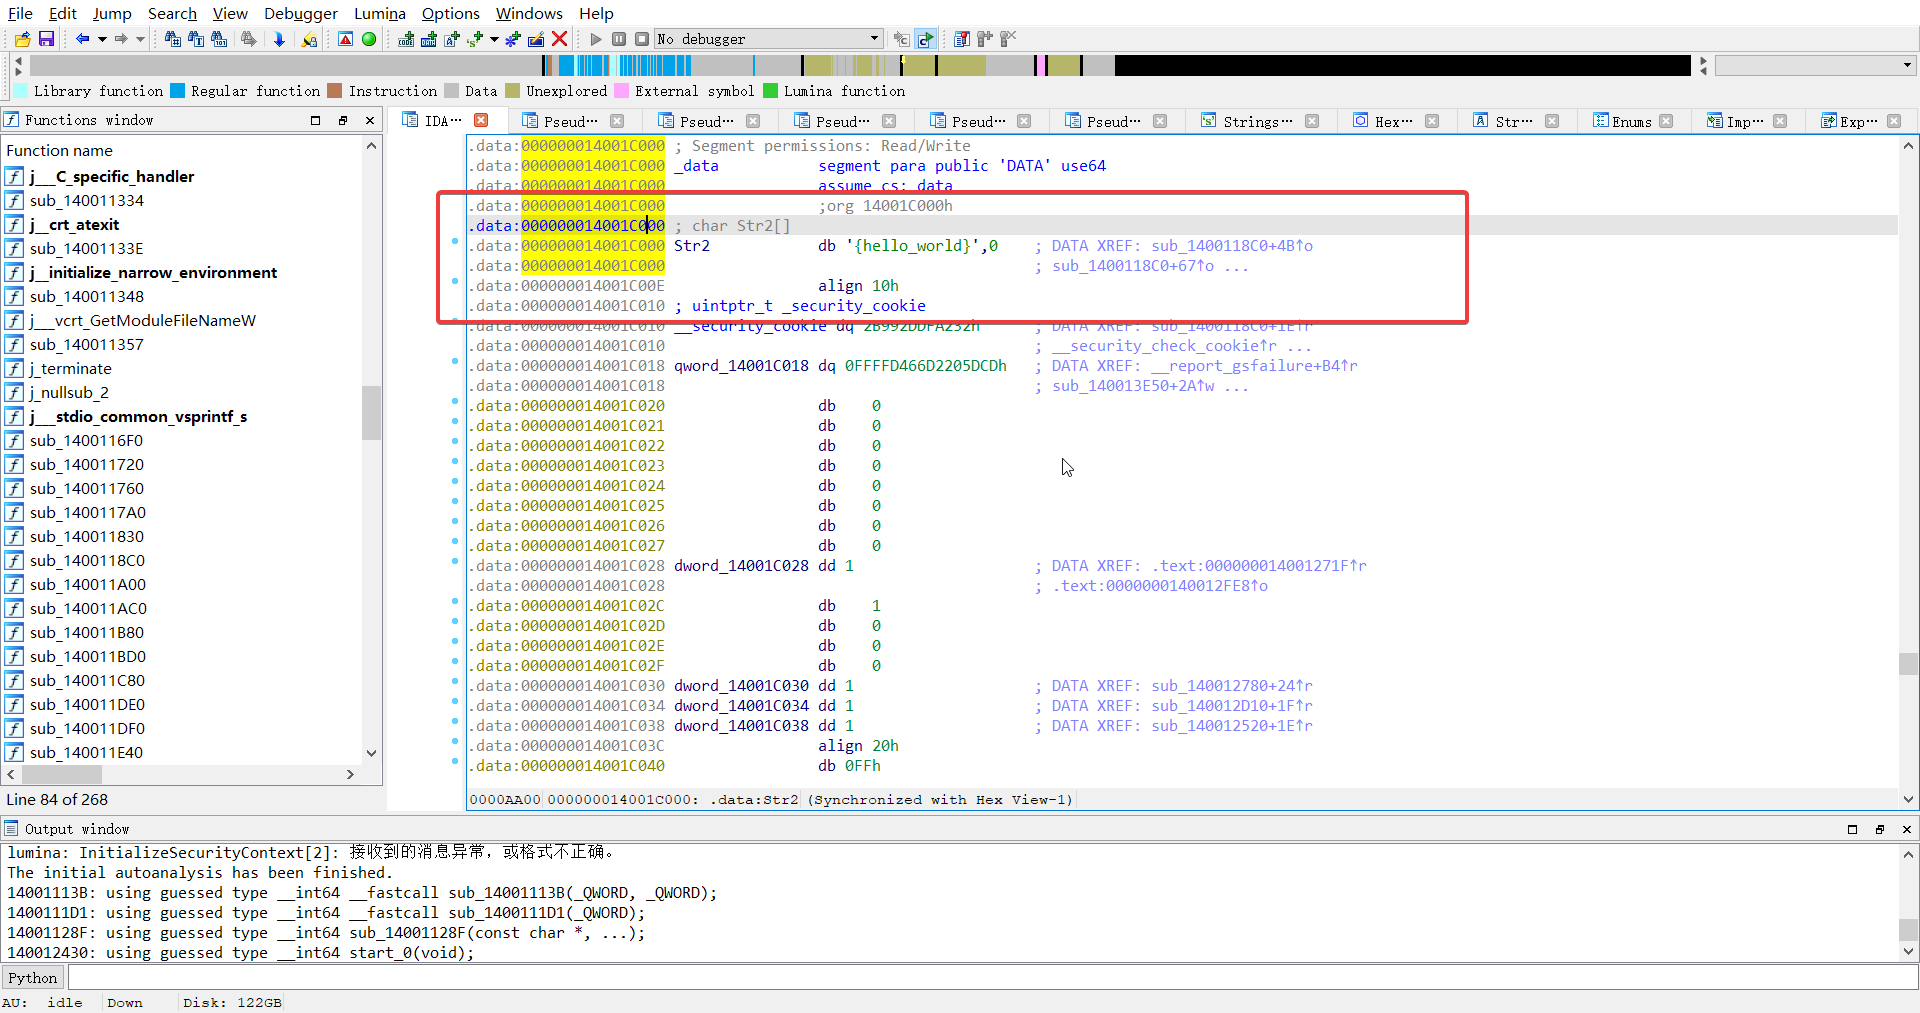 File Edit Jump Search View Debugger Lumina Options Windows Help
No debugger
Library function Regular function Instruction Data Unexplored External symbol Lumina function
Functions window
IDA··· Pseud··· Pseud··· Pseud··· Pseud··· Pseud··· Strings··· Hex··· Str··· Enums Imp··· Exp···
Function name
j___C_specific_handler
sub_140011334
j__crt_atexit
sub_14001133E
j__initialize_narrow_environment
sub_140011348
j___vcrt_GetModuleFileNameW
sub_140011357
j_terminate
j_nullsub_2
j___stdio_common_vsprintf_s
sub_1400116F0
sub_140011720
sub_140011760
sub_1400117A0
sub_140011830
sub_1400118C0
sub_140011A00
sub_140011AC0
sub_140011B80
sub_140011BD0
sub_140011C80
sub_140011DE0
sub_140011DF0
sub_140011E40
Line 84 of 268
.data:000000014001C000 ; Segment permissions: Read/Write
.data:000000014001C000 _data segment para public 'DATA' use64
.data:000000014001C000 assume cs:_data
.data:000000014001C000 ;org 14001C000h
.data:000000014001C000 ; char Str2[]
.data:000000014001C000 Str2 db '{hello_world}',0 ; DATA XREF: sub_1400118C0+4B↑o
.data:000000014001C000 ; sub_1400118C0+67↑o ...
.data:000000014001C00E align 10h
.data:000000014001C010 ; uintptr_t _security_cookie
.data:000000014001C010 __security_cookie dq 2B992DDFA232h ; DATA XREF: sub_1400118C0+1E↑r
.data:000000014001C010 ; __security_check_cookie↑r ...
.data:000000014001C018 qword_14001C018 dq 0FFFFD466D2205DCDh ; DATA XREF: __report_gsfailure+B4↑r
.data:000000014001C018 ; sub_140013E50+2A↑w ...
.data:000000014001C020 db 0
.data:000000014001C021 db 0
.data:000000014001C022 db 0
.data:000000014001C023 db 0
.data:000000014001C024 db 0
.data:000000014001C025 db 0
.data:000000014001C026 db 0
.data:000000014001C027 db 0
.data:000000014001C028 dword_14001C028 dd 1 ; DATA XREF: .text:000000014001271F↑r
.data:000000014001C028 ; .text:0000000140012FE8↑o
.data:000000014001C02C db 1
.data:000000014001C02D db 0
.data:000000014001C02E db 0
.data:000000014001C02F db 0
.data:000000014001C030 dword_14001C030 dd 1 ; DATA XREF: sub_140012780+24↑r
.data:000000014001C034 dword_14001C034 dd 1 ; DATA XREF: sub_140012D10+1F↑r
.data:000000014001C038 dword_14001C038 dd 1 ; DATA XREF: sub_140012520+1E↑r
.data:000000014001C03C align 20h
.data:000000014001C040 db 0FFh
0000AA00 000000014001C000: .data:Str2 (Synchronized with Hex View-1)
Output window
lumina: InitializeSecurityContext[2]: 接收到的消息异常，或格式不正确。
The initial autoanalysis has been finished.
14001113B: using guessed type __int64 __fastcall sub_14001113B(_QWORD, _QWORD);
1400111D1: using guessed type __int64 __fastcall sub_1400111D1(_QWORD);
14001128F: using guessed type __int64 sub_14001128F(const char *, ...);
140012430: using guessed type __int64 start_0(void);
Python
AU: idle Down Disk: 122GB